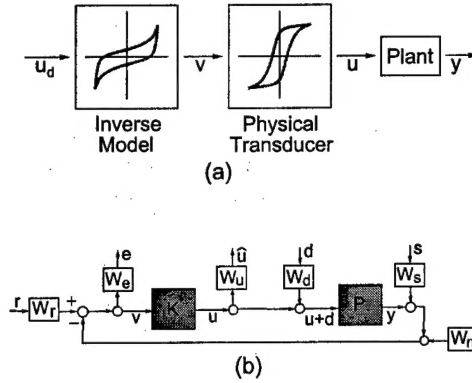 u_d v u Plant y
Inverse Model
Physical Transducer
(a)
e û d s
W_e W_u W_d W_s
r W_r + K P
− v u u+d y W_n
(b)